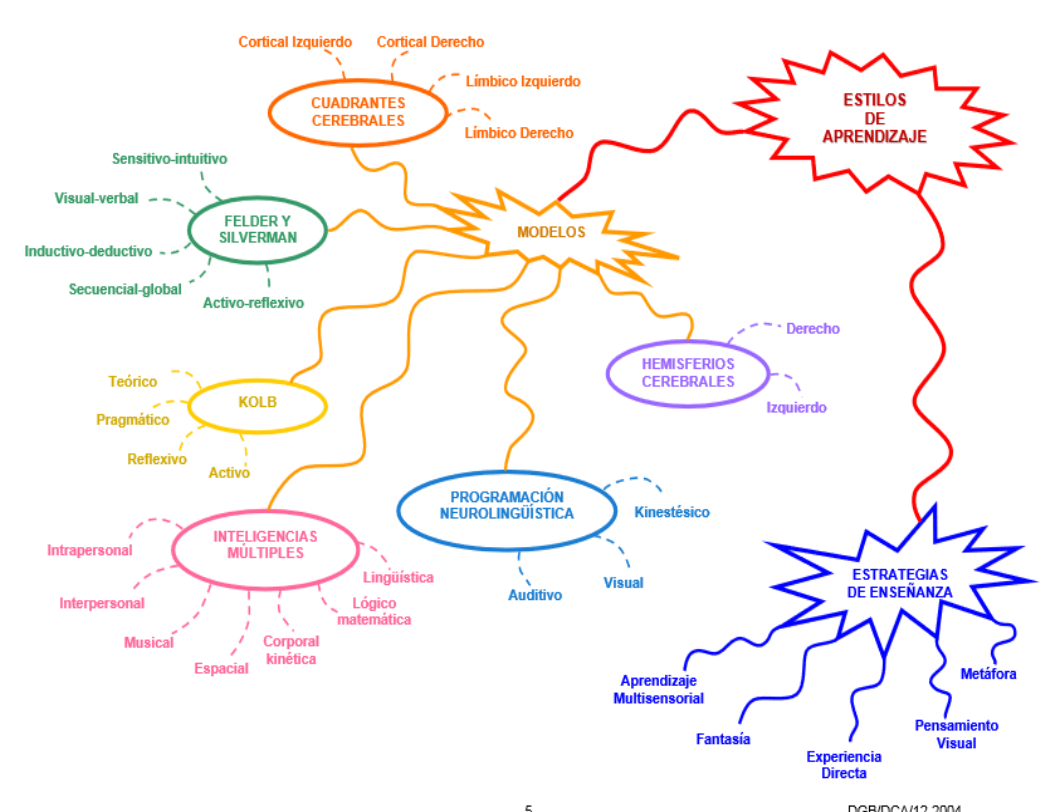 Cortical Izquierdo
Cortical Derecho
Límbico Izquierdo
Límbico Derecho
CUADRANTES
CEREBRALES
ESTILOS
DE
APRENDIZAJE
Sensitivo-intuitivo
Visual-verbal
Inductivo-deductivo
Secuencial-global
Activo-reflexivo
FELDER Y
SILVERMAN
MODELOS
Derecho
HEMISFERIOS
CEREBRALES
Izquierdo
Teórico
Pragmático
Reflexivo
Activo
KOLB
PROGRAMACIÓN
NEUROLINGÜÍSTICA
Kinestésico
Visual
Auditivo
INTELIGENCIAS
MÚLTIPLES
Intrapersonal
Interpersonal
Musical
Espacial
Corporal
kinética
Lógico
matemática
Lingüística
ESTRATEGIAS
DE ENSEÑANZA
Aprendizaje
Multisensorial
Fantasía
Experiencia
Directa
Pensamiento
Visual
Metáfora
5
DGB/DCA/12-2004